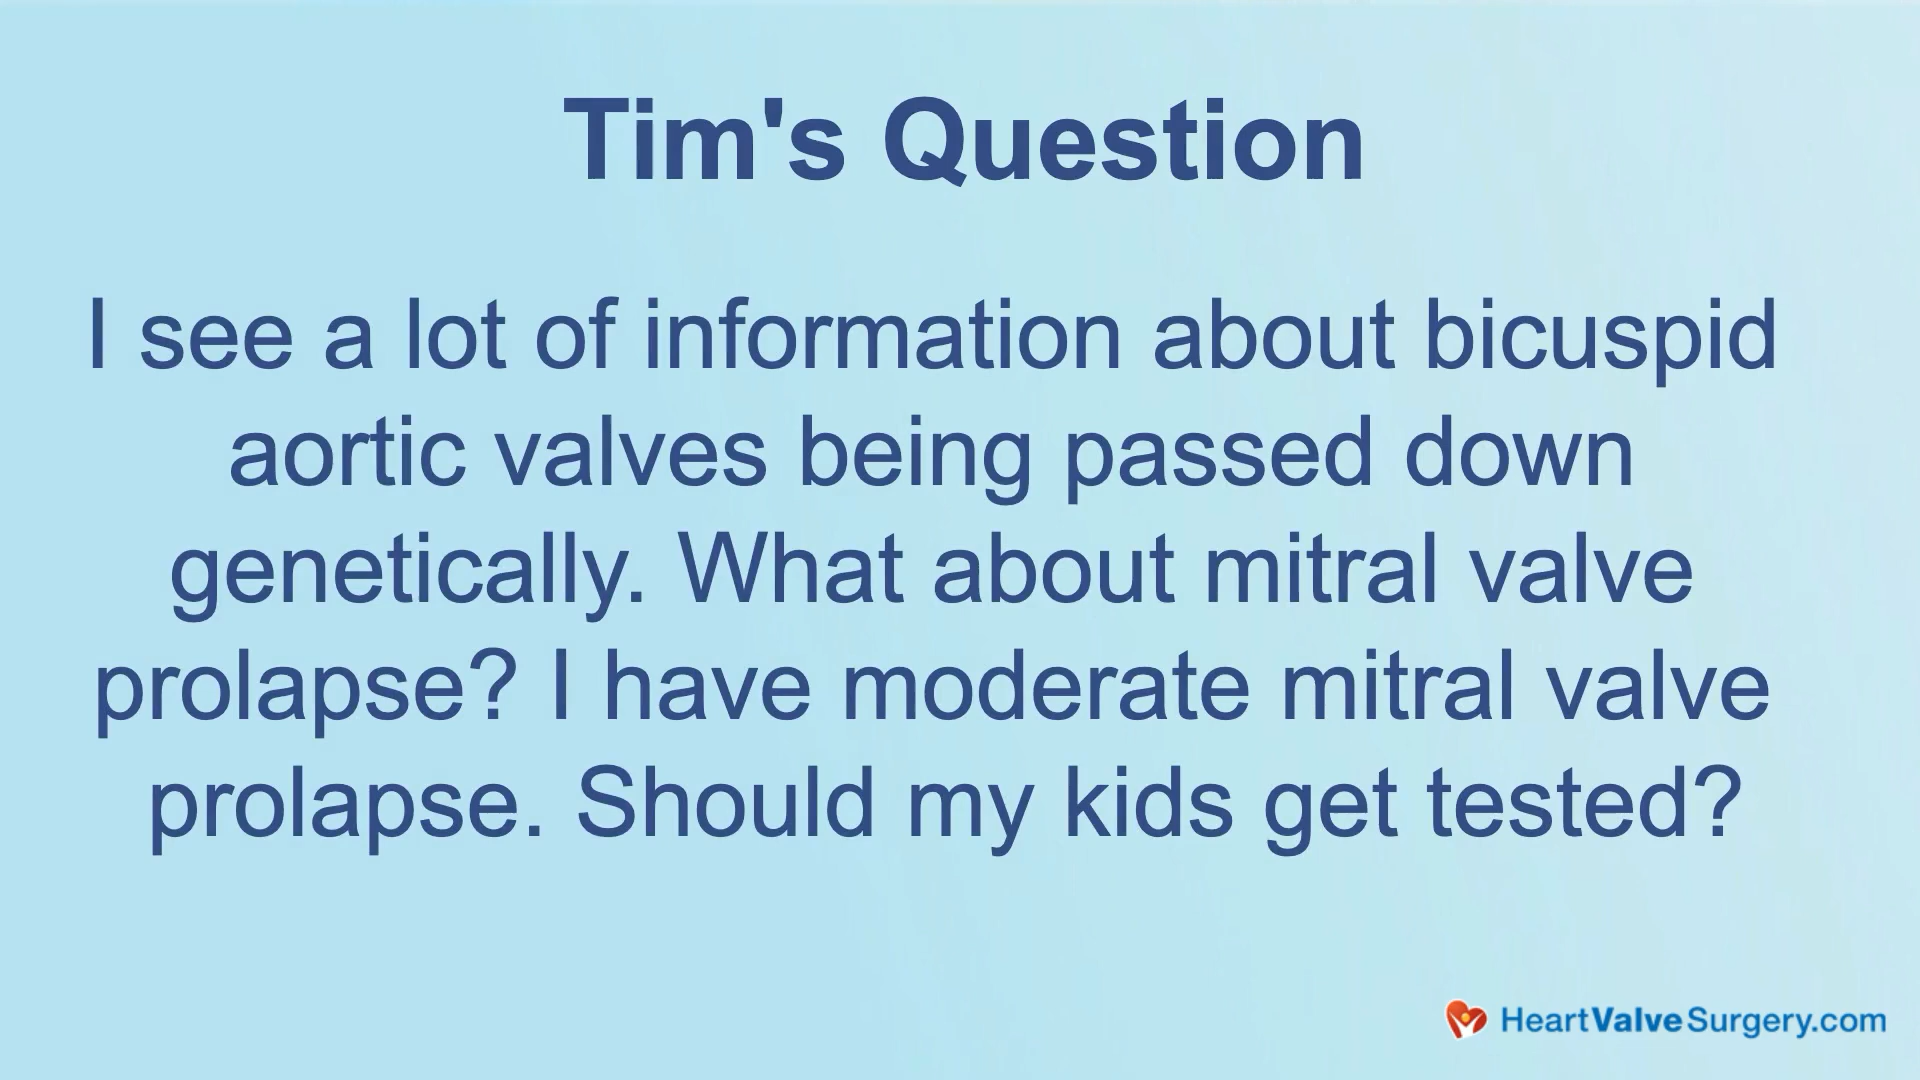 Tim's Question
I see a lot of information about bicuspid
aortic valves being passed down
genetically. What about mitral valve
prolapse? I have moderate mitral valve
prolapse. Should my kids get tested?
HeartValveSurgery.com